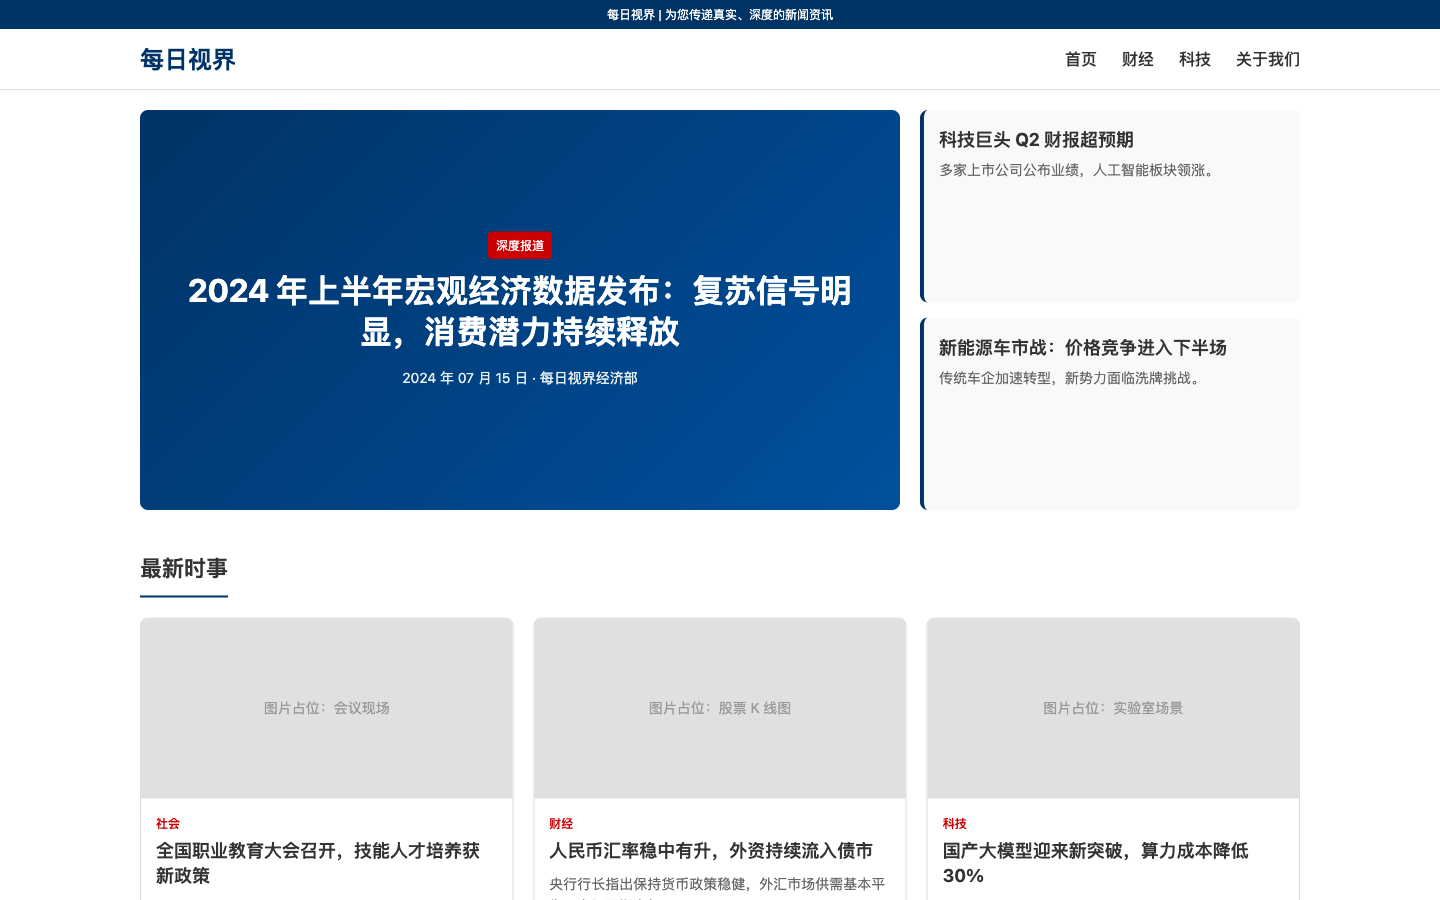 每日视界 | 为您传递真实、深度的新闻资讯
每日视界
首页
财经
科技
关于我们
深度报道
2024 年上半年宏观经济数据发布：复苏信号明
显，消费潜力持续释放
2024 年 07 月 15 日 · 每日视界经济部
科技巨头 Q2 财报超预期
多家上市公司公布业绩，人工智能板块领涨。
新能源车市战：价格竞争进入下半场
传统车企加速转型，新势力面临洗牌挑战。
最新时事
图片占位：会议现场
社会
全国职业教育大会召开，技能人才培养获
新政策
图片占位：股票 K 线图
财经
人民币汇率稳中有升，外资持续流入债市
央行行长指出保持货币政策稳健，外汇市场供需基本平
图片占位：实验室场景
科技
国产大模型迎来新突破，算力成本降低
30%